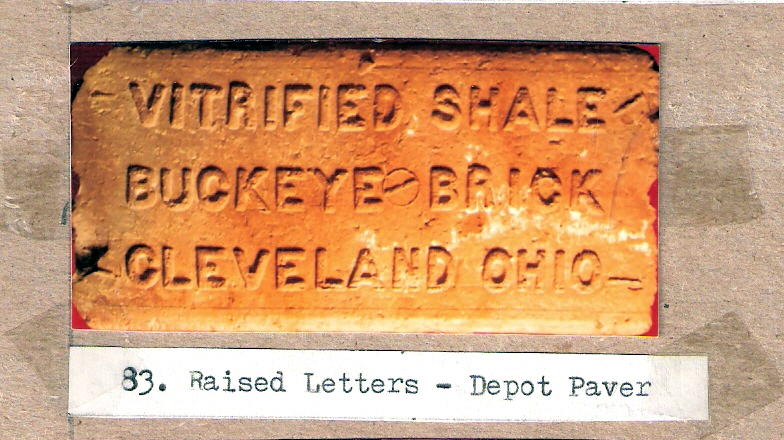 VITRIFIED SHALE
BUCKEYE BRICK
CLEVELAND OHIO
83. Raised Letters - Depot Paver